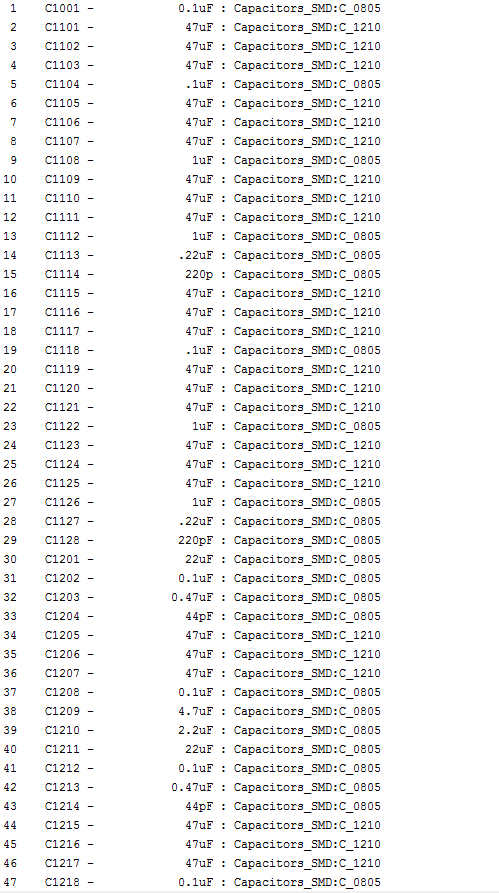 1 C1001 - 0.1uF : Capacitors_SMD:C_0805
2 C1101 - 47uF : Capacitors_SMD:C_1210
3 C1102 - 47uF : Capacitors_SMD:C_1210
4 C1103 - 47uF : Capacitors_SMD:C_1210
5 C1104 - .1uF : Capacitors_SMD:C_0805
6 C1105 - 47uF : Capacitors_SMD:C_1210
7 C1106 - 47uF : Capacitors_SMD:C_1210
8 C1107 - 47uF : Capacitors_SMD:C_1210
9 C1108 - 1uF : Capacitors_SMD:C_0805
10 C1109 - 47uF : Capacitors_SMD:C_1210
11 C1110 - 47uF : Capacitors_SMD:C_1210
12 C1111 - 47uF : Capacitors_SMD:C_1210
13 C1112 - 1uF : Capacitors_SMD:C_0805
14 C1113 - .22uF : Capacitors_SMD:C_0805
15 C1114 - 220p : Capacitors_SMD:C_0805
16 C1115 - 47uF : Capacitors_SMD:C_1210
17 C1116 - 47uF : Capacitors_SMD:C_1210
18 C1117 - 47uF : Capacitors_SMD:C_1210
19 C1118 - .1uF : Capacitors_SMD:C_0805
20 C1119 - 47uF : Capacitors_SMD:C_1210
21 C1120 - 47uF : Capacitors_SMD:C_1210
22 C1121 - 47uF : Capacitors_SMD:C_1210
23 C1122 - 1uF : Capacitors_SMD:C_0805
24 C1123 - 47uF : Capacitors_SMD:C_1210
25 C1124 - 47uF : Capacitors_SMD:C_1210
26 C1125 - 47uF : Capacitors_SMD:C_1210
27 C1126 - 1uF : Capacitors_SMD:C_0805
28 C1127 - .22uF : Capacitors_SMD:C_0805
29 C1128 - 220pF : Capacitors_SMD:C_0805
30 C1201 - 22uF : Capacitors_SMD:C_0805
31 C1202 - 0.1uF : Capacitors_SMD:C_0805
32 C1203 - 0.47uF : Capacitors_SMD:C_0805
33 C1204 - 44pF : Capacitors_SMD:C_0805
34 C1205 - 47uF : Capacitors_SMD:C_1210
35 C1206 - 47uF : Capacitors_SMD:C_1210
36 C1207 - 47uF : Capacitors_SMD:C_1210
37 C1208 - 0.1uF : Capacitors_SMD:C_0805
38 C1209 - 4.7uF : Capacitors_SMD:C_0805
39 C1210 - 2.2uF : Capacitors_SMD:C_0805
40 C1211 - 22uF : Capacitors_SMD:C_0805
41 C1212 - 0.1uF : Capacitors_SMD:C_0805
42 C1213 - 0.47uF : Capacitors_SMD:C_0805
43 C1214 - 44pF : Capacitors_SMD:C_0805
44 C1215 - 47uF : Capacitors_SMD:C_1210
45 C1216 - 47uF : Capacitors_SMD:C_1210
46 C1217 - 47uF : Capacitors_SMD:C_1210
47 C1218 - 0.1uF : Capacitors_SMD:C_0805